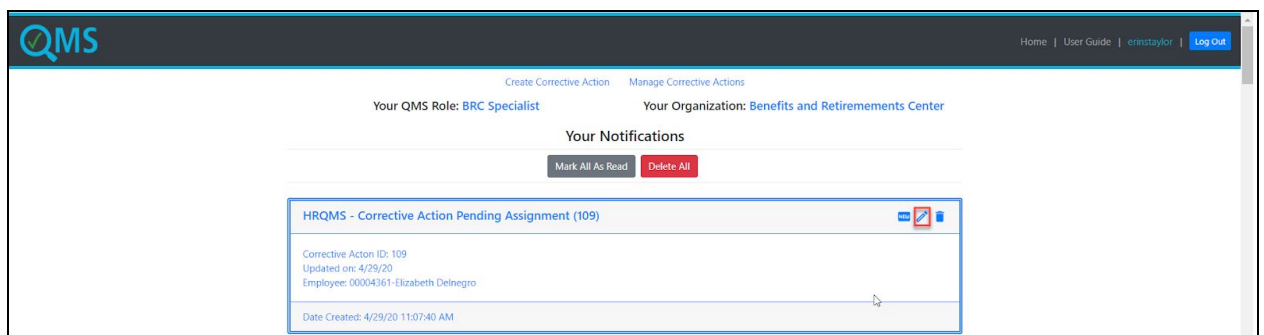 QMS
Home | User Guide | erinstaylor | Log Out
Create Corrective Action Manage Corrective Actions
Your QMS Role: BRC Specialist Your Organization: Benefits and Retiremements Center
Your Notifications
Mark All As Read Delete All
HRQMS - Corrective Action Pending Assignment (109) NEW
Corrective Acton ID: 109
Updated on: 4/29/20
Employee: 00004361-Elizabeth Delnegro
Date Created: 4/29/20 11:07:40 AM